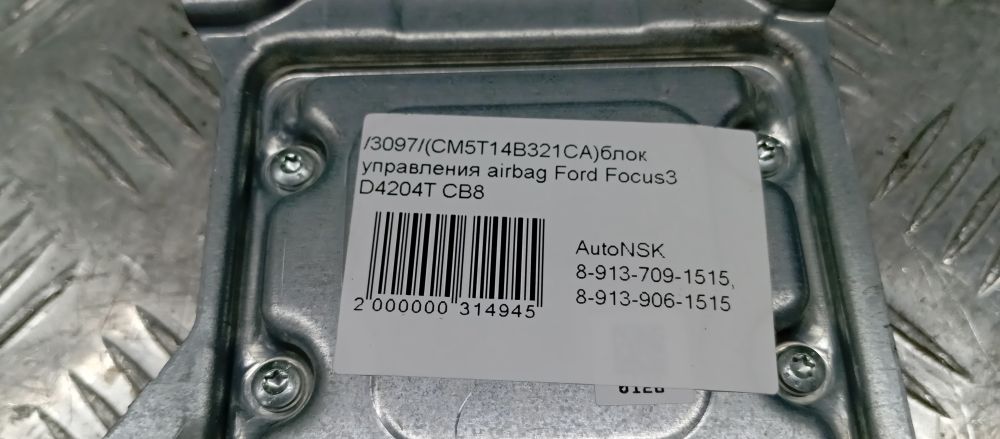 /3097/(CM5T14B321CA)блок
управления airbag Ford Focus3
D4204T CB8
AutoNSK
8-913-709-1515,
8-913-906-1515
2 000000 314945